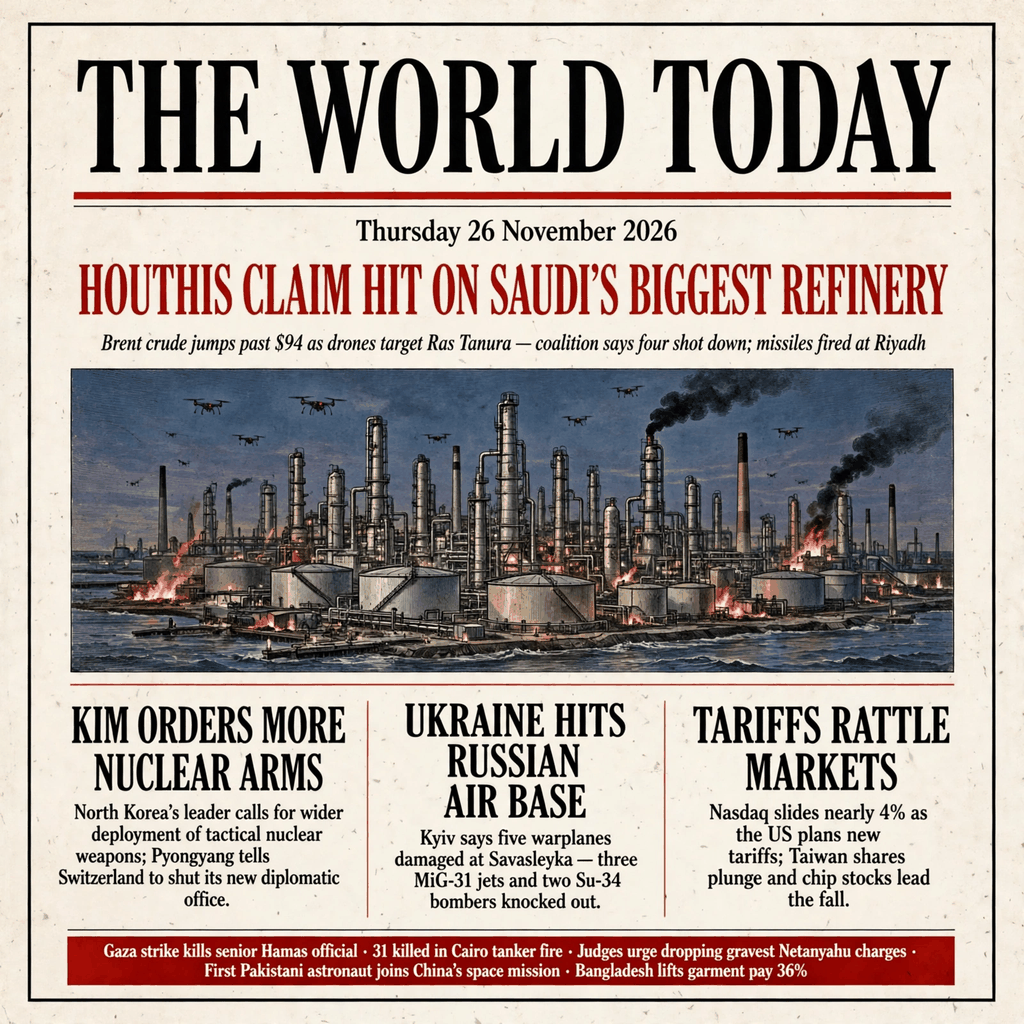 THE WORLD TODAY
Thursday 26 November 2026
HOUTHIS CLAIM HIT ON SAUDI'S BIGGEST REFINERY
Brent crude jumps past $94 as drones target Ras Tanura — coalition says four shot down; missiles fired at Riyadh
KIM ORDERS MORE
NUCLEAR ARMS
North Korea's leader calls for wider
deployment of tactical nuclear
weapons; Pyongyang tells
Switzerland to shut its new diplomatic
office.
UKRAINE HITS
RUSSIAN
AIR BASE
Kyiv says five warplanes
damaged at Savasleyka — three
MiG-31 jets and two Su-34
bombers knocked out.
TARIFFS RATTLE
MARKETS
Nasdaq slides nearly 4% as
the US plans new
tariffs; Taiwan shares
plunge and chip stocks lead
the fall.
Gaza strike kills senior Hamas official · 31 killed in Cairo tanker fire · Judges urge dropping gravest Netanyahu charges ·
First Pakistani astronaut joins China's space mission · Bangladesh lifts garment pay 36%